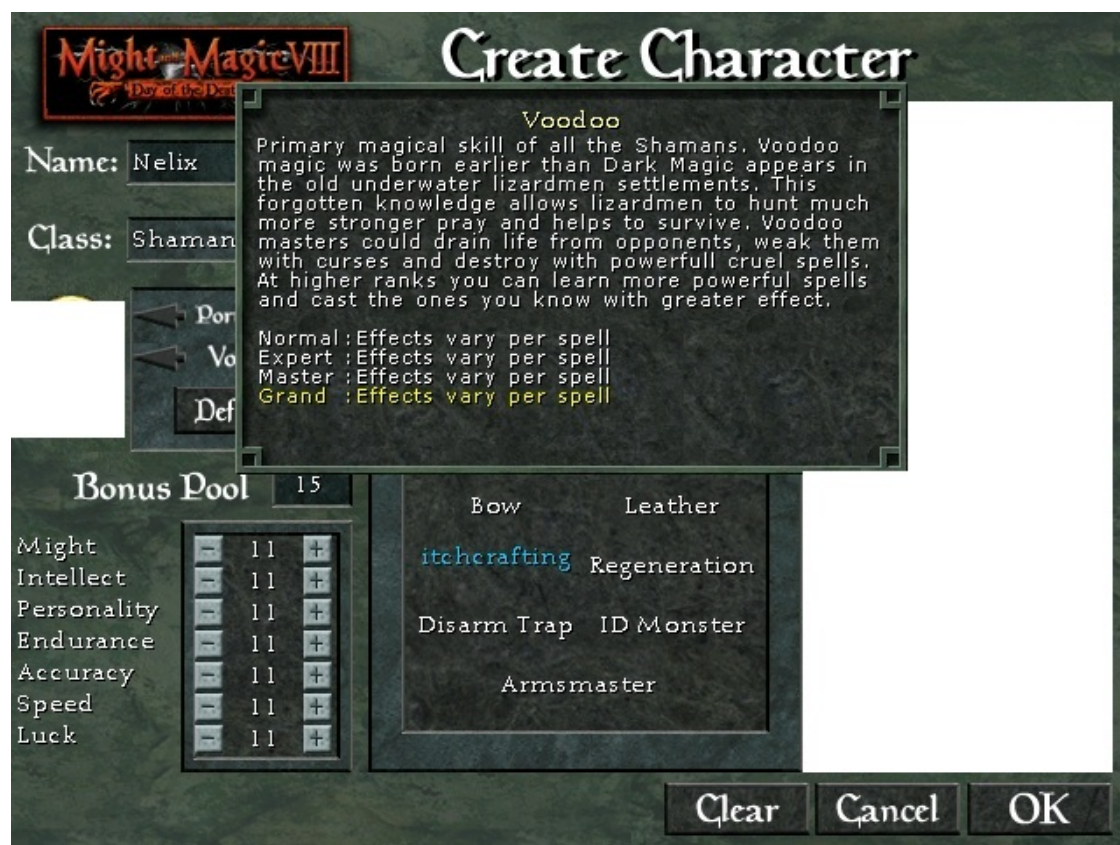 Might and Magic VIII
Create Character
Day of the Dest
Voodoo
Primary magical skill of all the Shamans. Voodoo
magic was born earlier than Dark Magic appears in
the old underwater lizardmen settlements. This
forgotten knowledge allows lizardmen to hunt much
more stronger pray and helps to survive. Voodoo
masters could drain life from opponents, weak them
with curses and destroy with powerfull cruel spells.
At higher ranks you can learn more powerful spells
and cast the ones you know with greater effect.
Normal :Effects vary per spell
Expert :Effects vary per spell
Master :Effects vary per spell
Grand :Effects vary per spell
Name: Nelix
Class: Shaman
Por
Vo
Def
Bonus Pool 15
Might - 11 +
Intellect - 11 +
Personality - 11 +
Endurance - 11 +
Accuracy - 11 +
Speed - 11 +
Luck - 11 +
Bow Leather
itchcrafting Regeneration
Disarm Trap ID Monster
Armsmaster
Clear Cancel OK